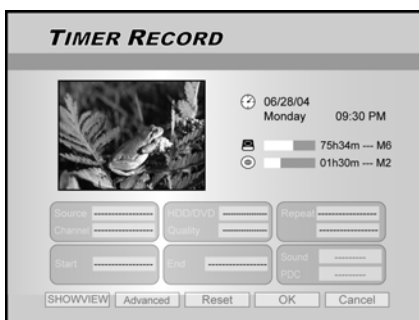 TIMER RECORD
06/28/04
Monday 09:30 PM
75h34m --- M6
01h30m --- M2
Source ---------------
Channel ---------------
HDD/DVD -----------
Quality -----------
Repeat ---------------
---------------
Start ---------------
End ---------------
Sound ----------
PDC ----------
SHOWVIEW Advanced Reset OK Cancel